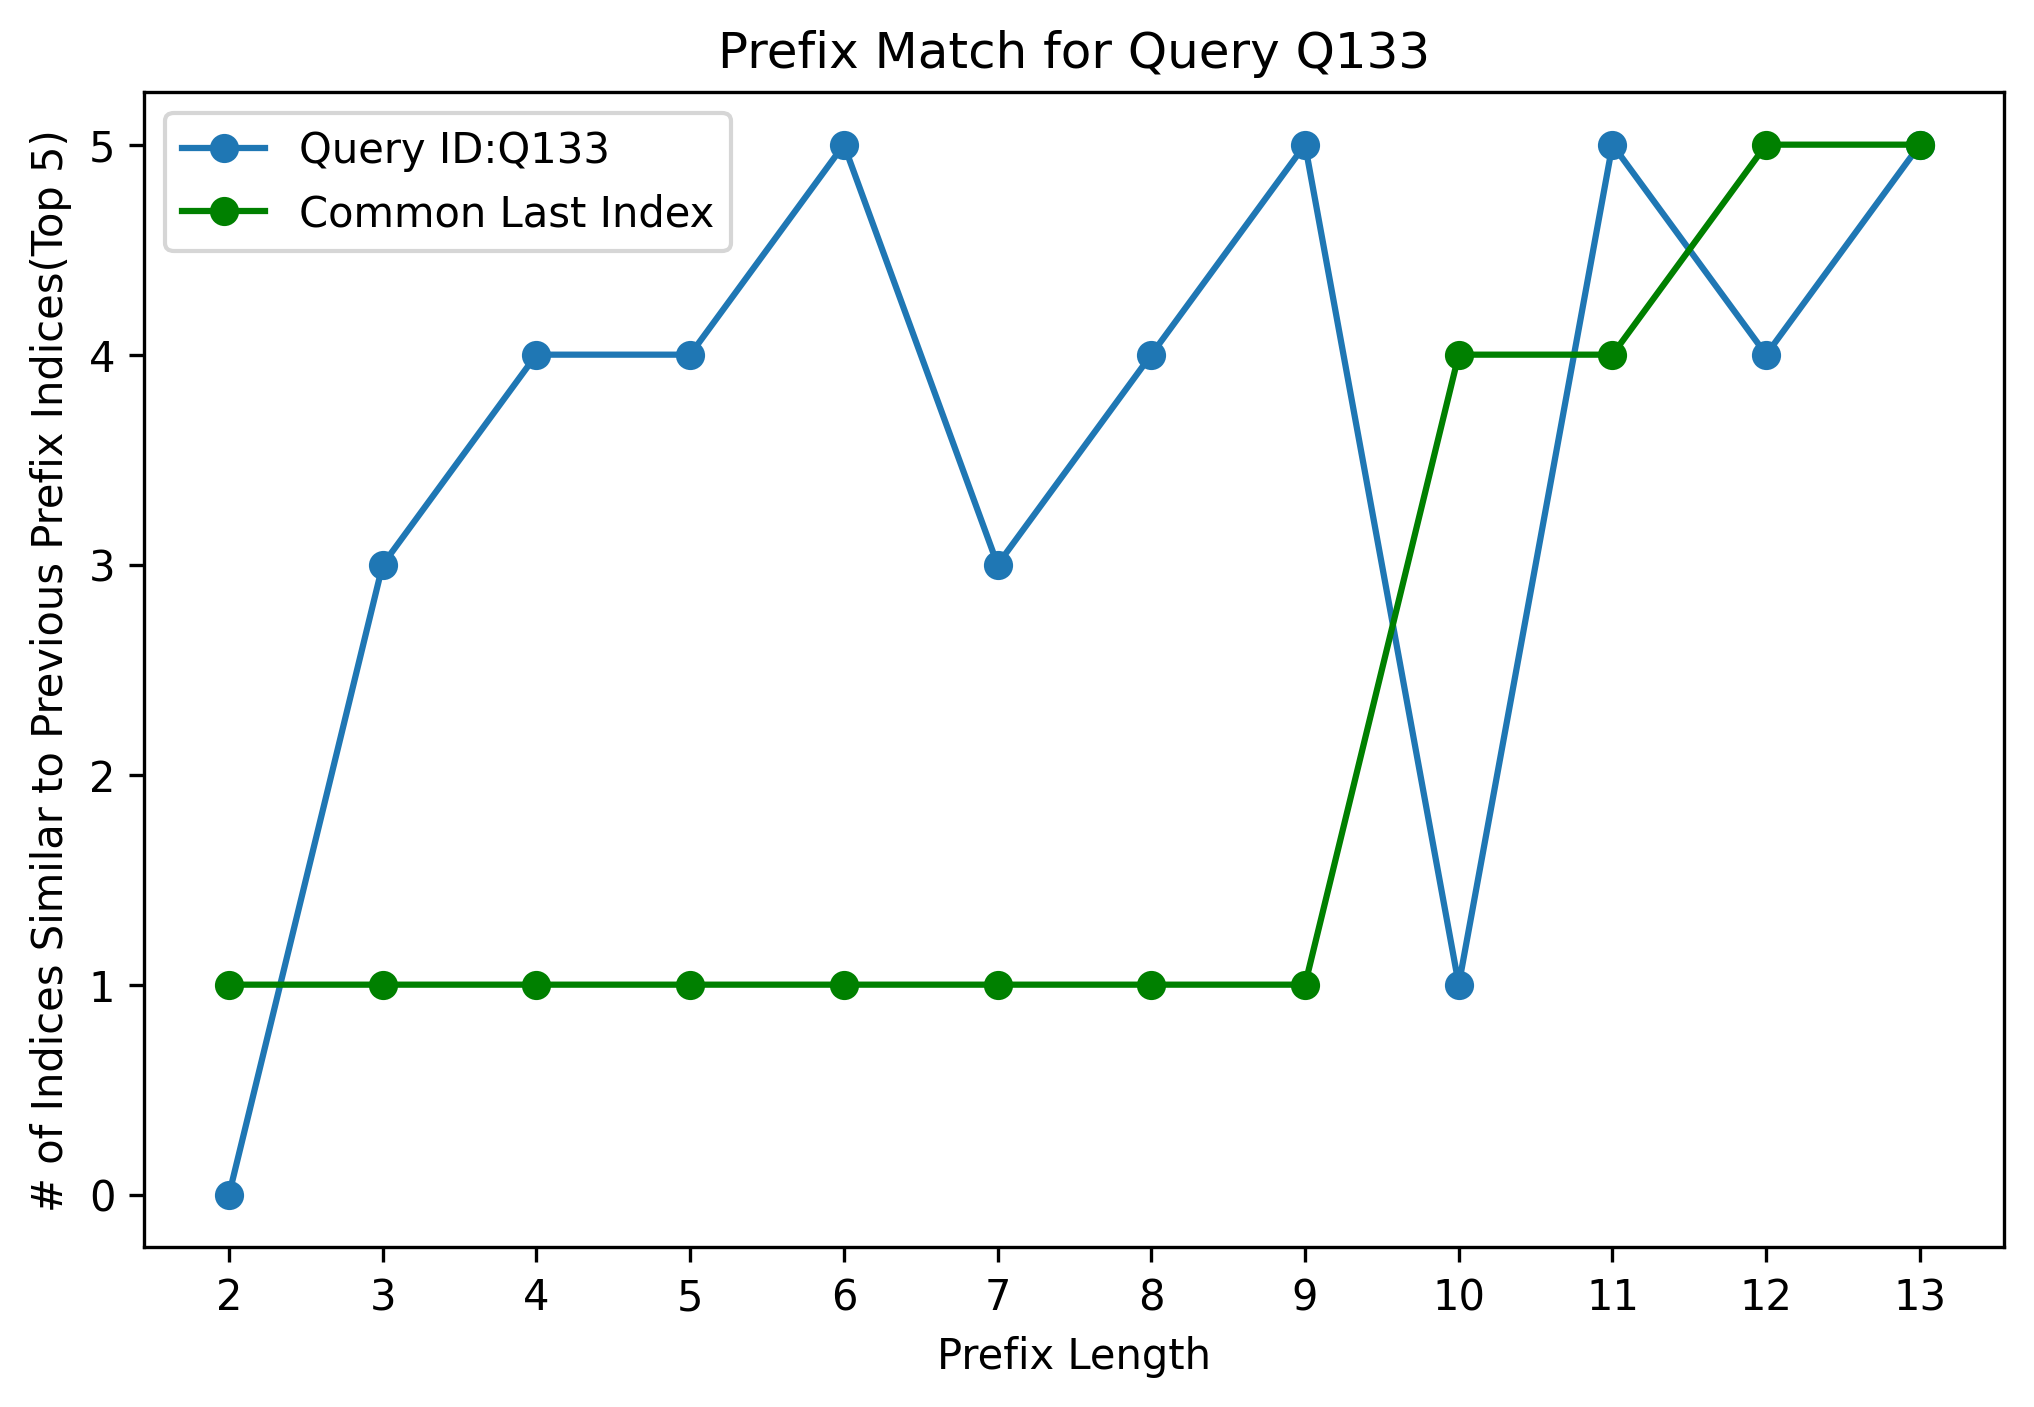 Prefix Match for Query Q133
Query ID:Q133
Common Last Index
# of Indices Similar to Previous Prefix Indices(Top 5)
5
4
3
2
1
0
2 3 4 5 6 7 8 9 10 11 12 13
Prefix Length